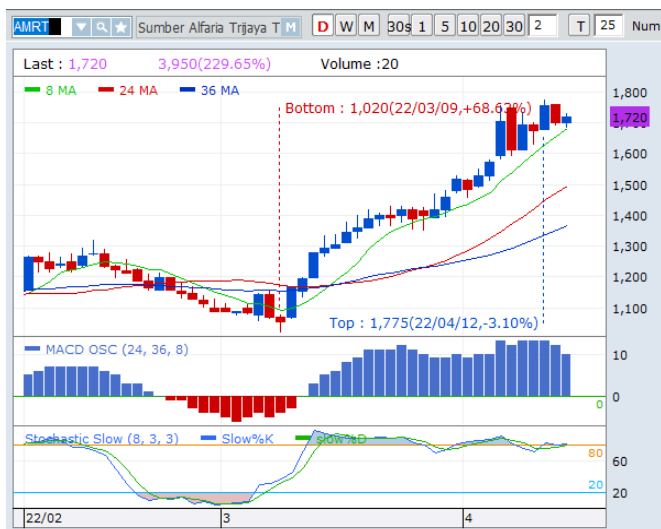 AMRT Sumber Alfaria Trijaya T M D W M 30s 1 5 10 20 30 2 T 25 Num
Last : 1,720 3,950(229.65%) Volume :20
8 MA 24 MA 36 MA
1,800
Bottom : 1,020(22/03/09,+68.63%)
1,720
1,600
1,500
1,400
1,300
1,200
1,100
Top : 1,775(22/04/12,-3.10%)
MACD OSC (24, 36, 8)
10
0
0
Stochastic Slow (8, 3, 3) Slow%K slow%D
80
60
20
20
22/02 3 4